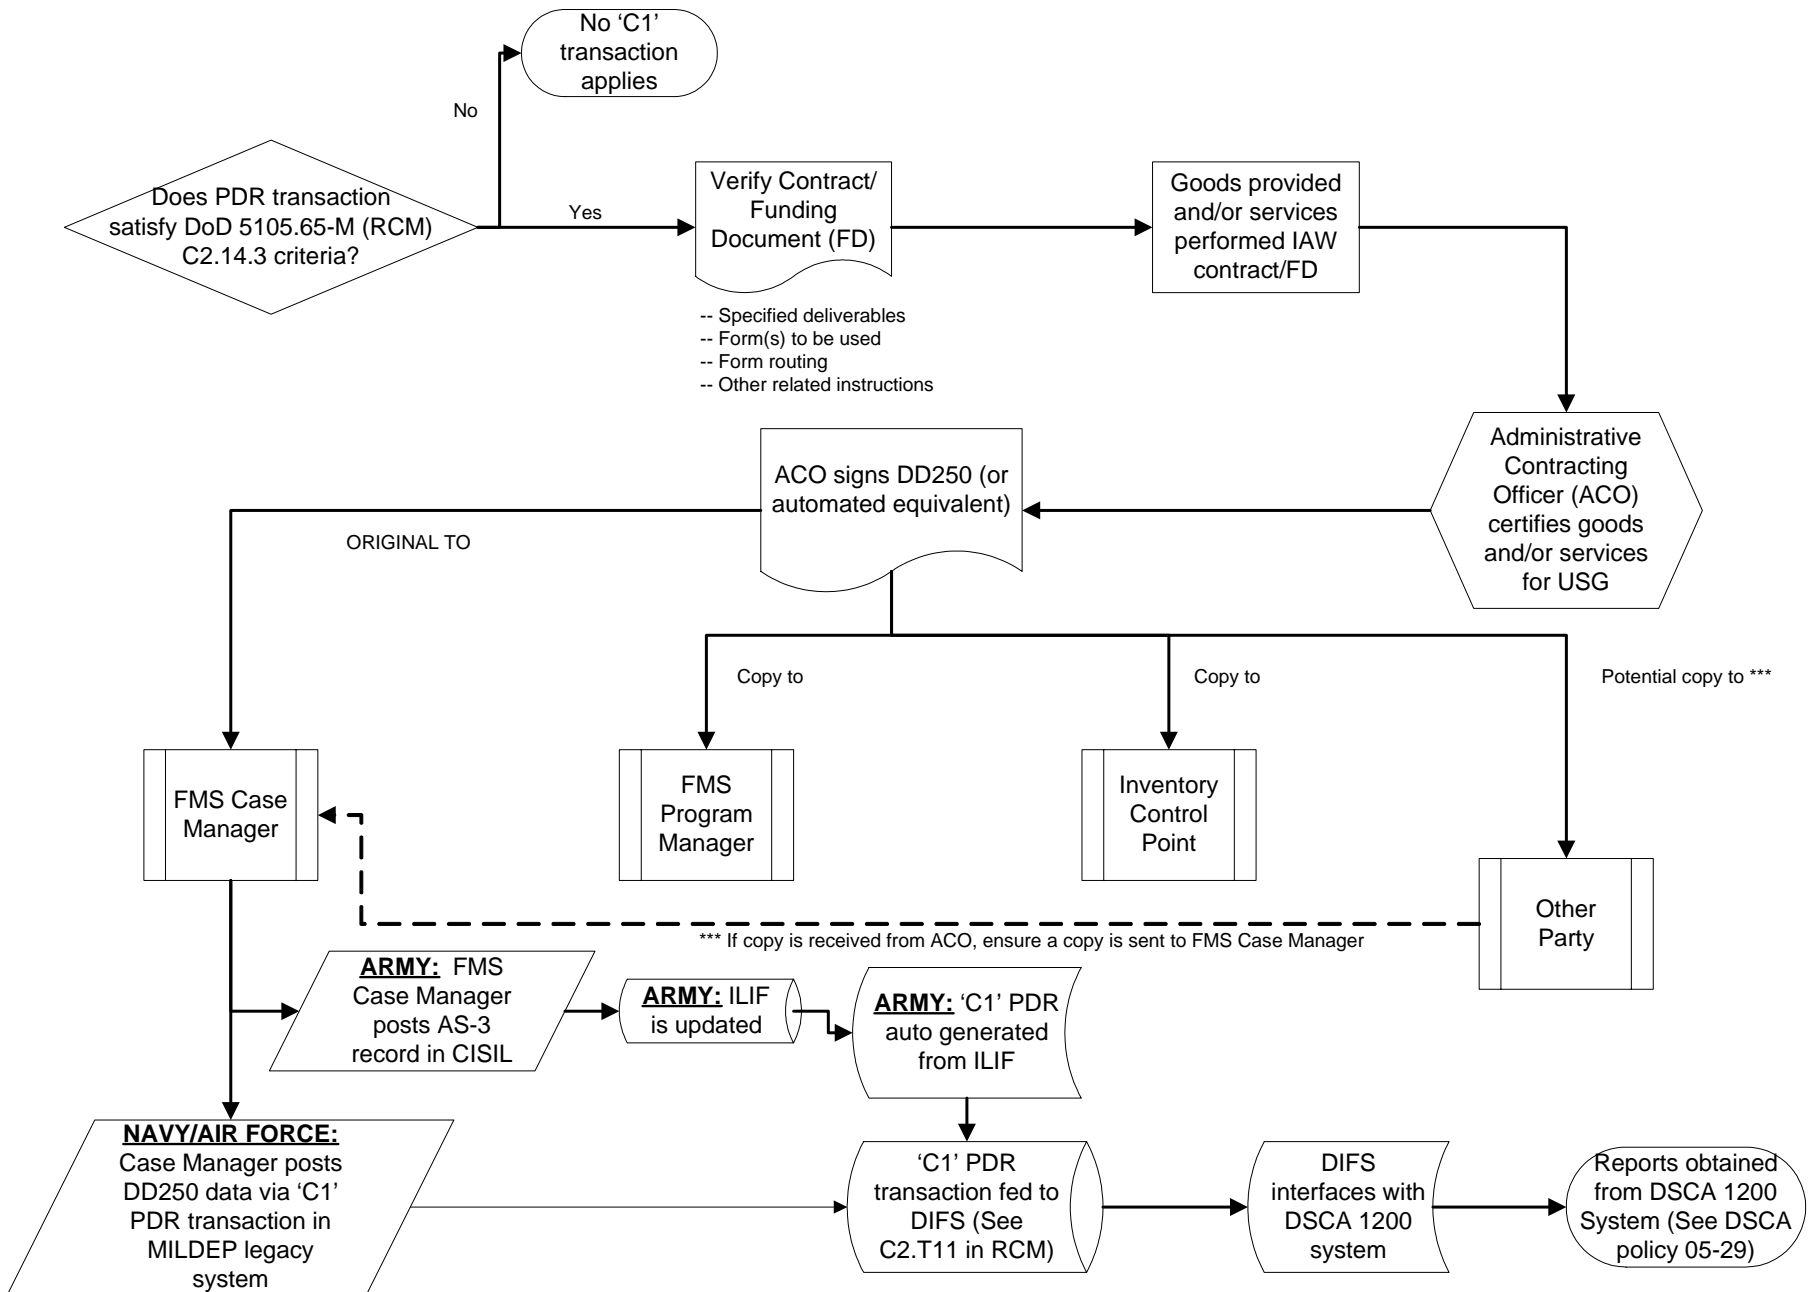 No ‘C1’
transaction
applies
No
Does PDR transaction
satisfy DoD 5105.65-M (RCM)
C2.14.3 criteria?
Yes
Verify Contract/
Funding
Document (FD)
-- Specified deliverables
-- Form(s) to be used
-- Form routing
-- Other related instructions
Goods provided
and/or services
performed IAW
contract/FD
Administrative
Contracting
Officer (ACO)
certifies goods
and/or services
for USG
ACO signs DD250 (or
automated equivalent)
ORIGINAL TO
Copy to
Copy to
Potential copy to ***
FMS Case
Manager
FMS
Program
Manager
Inventory
Control
Point
Other
Party
*** If copy is received from ACO, ensure a copy is sent to FMS Case Manager
ARMY: FMS
Case Manager
posts AS-3
record in CISIL
ARMY: ILIF
is updated
ARMY: ‘C1’ PDR
auto generated
from ILIF
NAVY/AIR FORCE:
Case Manager posts
DD250 data via ‘C1’
PDR transaction in
MILDEP legacy
system
‘C1’ PDR
transaction fed to
DIFS (See
C2.T11 in RCM)
DIFS
interfaces with
DSCA 1200
system
Reports obtained
from DSCA 1200
System (See DSCA
policy 05-29)